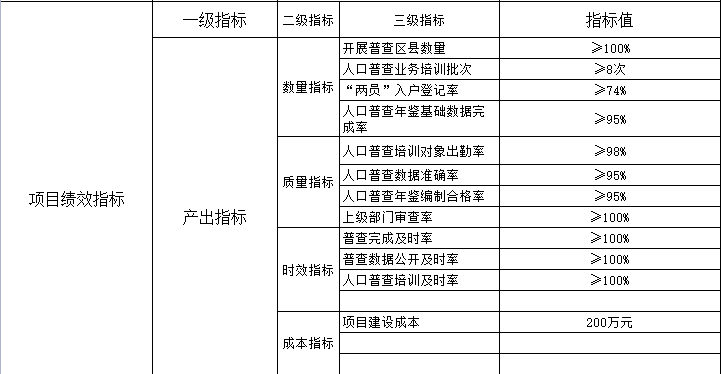 一级指标 二级指标 三级指标 指标值
项目绩效指标
产出指标
数量指标
开展普查区县数量 ≥100%
人口普查业务培训批次 ≥8次
“两员”入户登记率 ≥74%
人口普查年鉴基础数据完
成率 ≥95%
质量指标
人口普查培训对象出勤率 ≥98%
人口普查数据准确率 ≥95%
人口普查年鉴编制合格率 ≥95%
上级部门审查率 ≥100%
时效指标
普查完成及时率 ≥100%
普查数据公开及时率 ≥100%
人口普查培训及时率 ≥100%
成本指标
项目建设成本 200万元